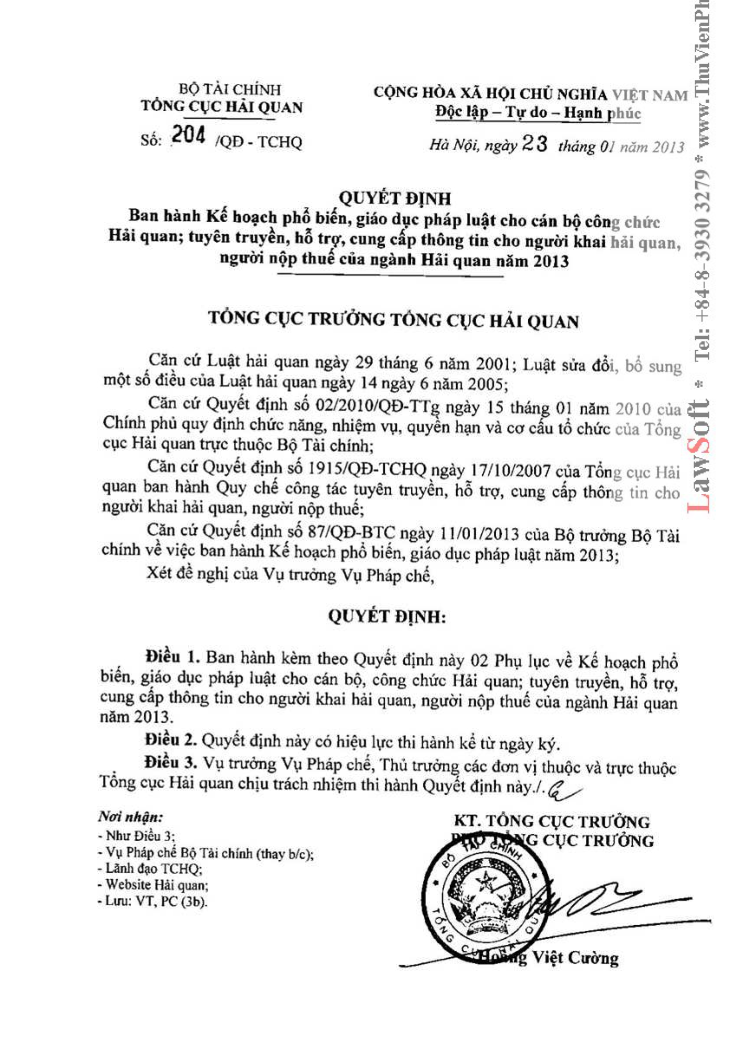 BỘ TÀI CHÍNH
TỔNG CỤC HẢI QUAN
Số: 204 /QĐ - TCHQ
CỘNG HÒA XÃ HỘI CHỦ NGHĨA VIỆT NAM
Độc lập – Tự do – Hạnh phúc
Hà Nội, ngày 23 tháng 01 năm 2013
QUYẾT ĐỊNH
Ban hành Kế hoạch phổ biến, giáo dục pháp luật cho cán bộ công chức
Hải quan; tuyên truyền, hỗ trợ, cung cấp thông tin cho người khai hải quan,
người nộp thuế của ngành Hải quan năm 2013
TỔNG CỤC TRƯỞNG TỔNG CỤC HẢI QUAN
Căn cứ Luật hải quan ngày 29 tháng 6 năm 2001; Luật sửa đổi, bổ sung
một số điều của Luật hải quan ngày 14 ngày 6 năm 2005;
Căn cứ Quyết định số 02/2010/QĐ-TTg ngày 15 tháng 01 năm 2010 của
Chính phủ quy định chức năng, nhiệm vụ, quyền hạn và cơ cấu tổ chức của Tổng
cục Hải quan trực thuộc Bộ Tài chính;
Căn cứ Quyết định số 1915/QĐ-TCHQ ngày 17/10/2007 của Tổng cục Hải
quan ban hành Quy chế công tác tuyên truyền, hỗ trợ, cung cấp thông tin cho
người khai hải quan, người nộp thuế;
Căn cứ Quyết định số 87/QĐ-BTC ngày 11/01/2013 của Bộ trưởng Bộ Tài
chính về việc ban hành Kế hoạch phổ biến, giáo dục pháp luật năm 2013;
Xét đề nghị của Vụ trưởng Vụ Pháp chế,
QUYẾT ĐỊNH:
Điều 1. Ban hành kèm theo Quyết định này 02 Phụ lục về Kế hoạch phổ
biến, giáo dục pháp luật cho cán bộ, công chức Hải quan; tuyên truyền, hỗ trợ,
cung cấp thông tin cho người khai hải quan, người nộp thuế của ngành Hải quan
năm 2013.
Điều 2. Quyết định này có hiệu lực thi hành kể từ ngày ký.
Điều 3. Vụ trưởng Vụ Pháp chế, Thủ trưởng các đơn vị thuộc và trực thuộc
Tổng cục Hải quan chịu trách nhiệm thi hành Quyết định này./.
Nơi nhận:
- Như Điều 3;
- Vụ Pháp chế Bộ Tài chính (thay b/c);
- Lãnh đạo TCHQ;
- Website Hải quan;
- Lưu: VT, PC (3b).
KT. TỔNG CỤC TRƯỞNG
PHÓ TỔNG CỤC TRƯỞNG
BỘ TÀI CHÍNH
TỔNG CỤC HẢI QUAN
Hoàng Việt Cường
LawSoft * Tel: +84-8-3930 3279 * www.ThuVienPh